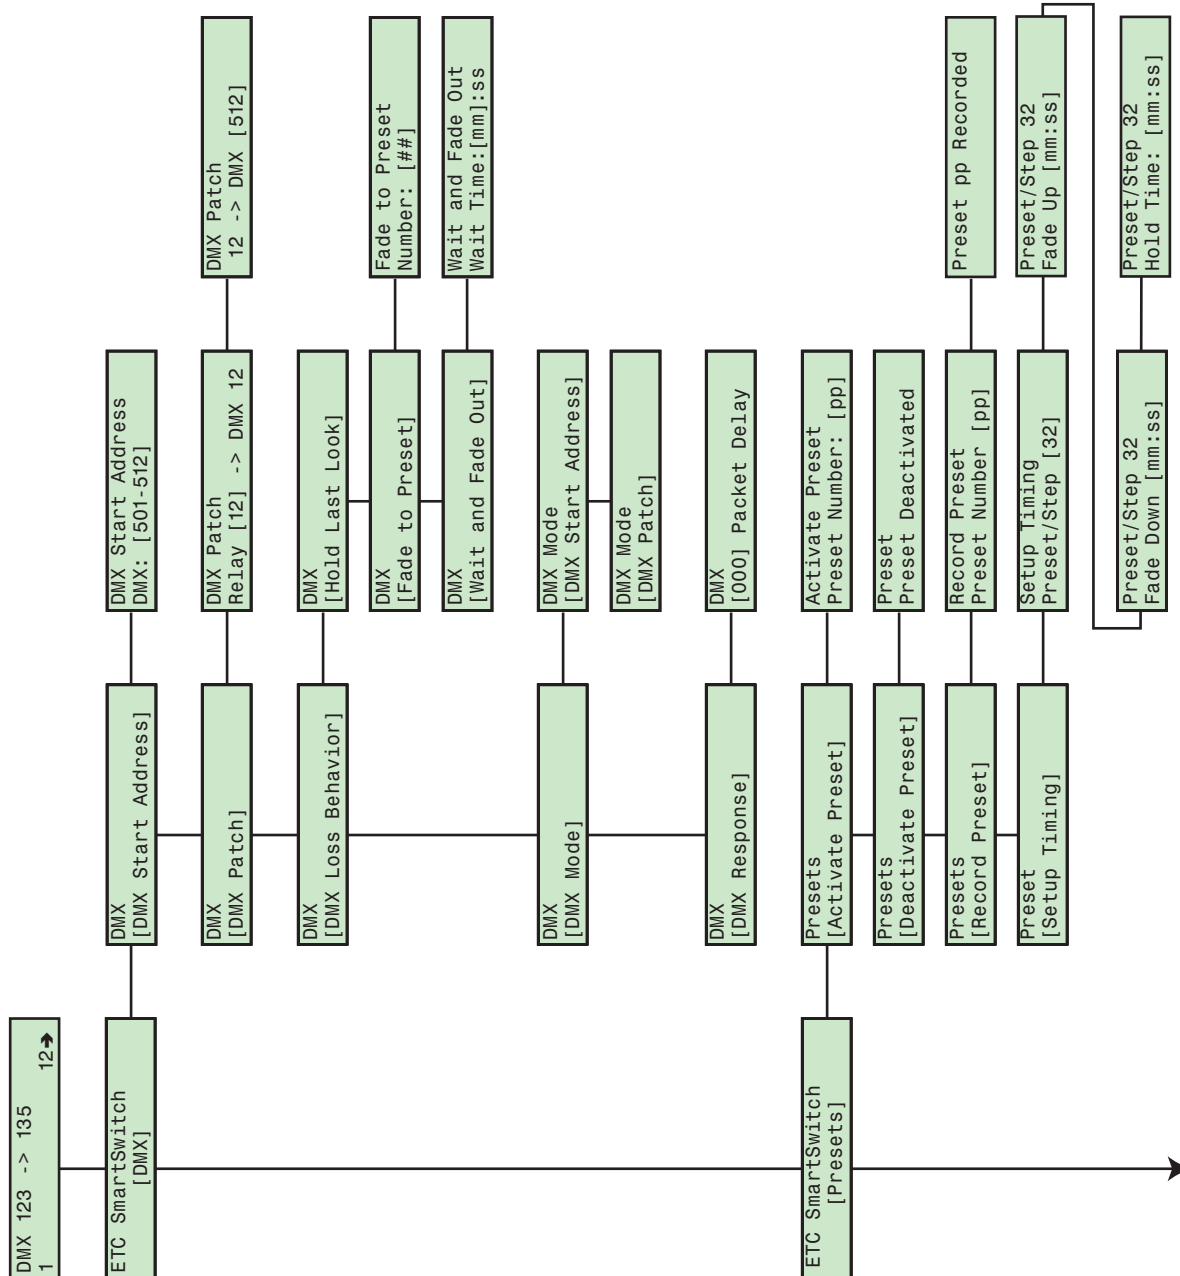 DMX 123 -> 135
1 12➔
ETC SmartSwitch
[DMX]
DMX
[DMX Start Address]
DMX Start Address
DMX: [501-512]
DMX
[DMX Patch]
DMX Patch
Relay [12] -> DMX 12
DMX Patch
12 -> DMX [512]
DMX
[DMX Loss Behavior]
DMX
[Hold Last Look]
DMX
[Fade to Preset]
Fade to Preset
Number: [##]
DMX
[Wait and Fade Out]
Wait and Fade Out
Wait Time:[mm]:ss
DMX
[DMX Mode]
DMX Mode
[DMX Start Address]
DMX Mode
[DMX Patch]
DMX
[DMX Response]
DMX
[000] Packet Delay
ETC SmartSwitch
[Presets]
Presets
[Activate Preset]
Activate Preset
Preset Number: [pp]
Presets
[Deactivate Preset]
Preset
Preset Deactivated
Presets
[Record Preset]
Record Preset
Preset Number [pp]
Preset pp Recorded
Preset
[Setup Timing]
Setup Timing
Preset/Step [32]
Preset/Step 32
Fade Up [mm:ss]
Preset/Step 32
Fade Down [mm:ss]
Preset/Step 32
Hold Time: [mm:ss]